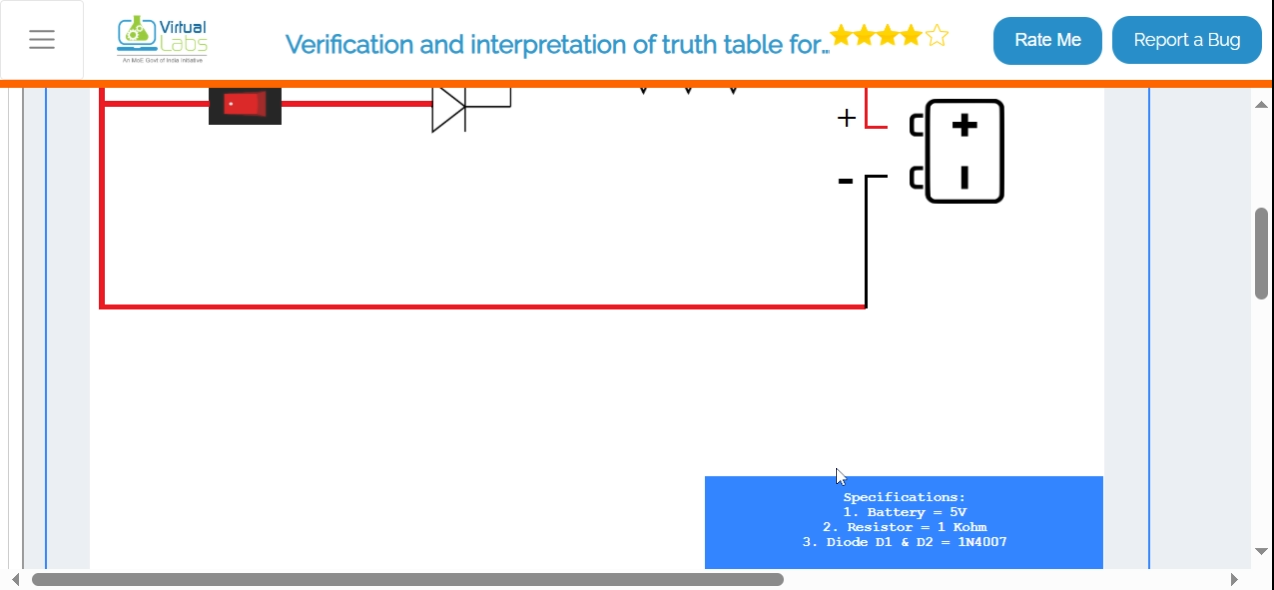 Virtual
Labs
An MoE Govt of India Initiative
Verification and interpretation of truth table for..
Rate Me
Report a Bug
+
-
+
Specifications:
1. Battery = 5V
2. Resistor = 1 Kohm
3. Diode D1 & D2 = 1N4007